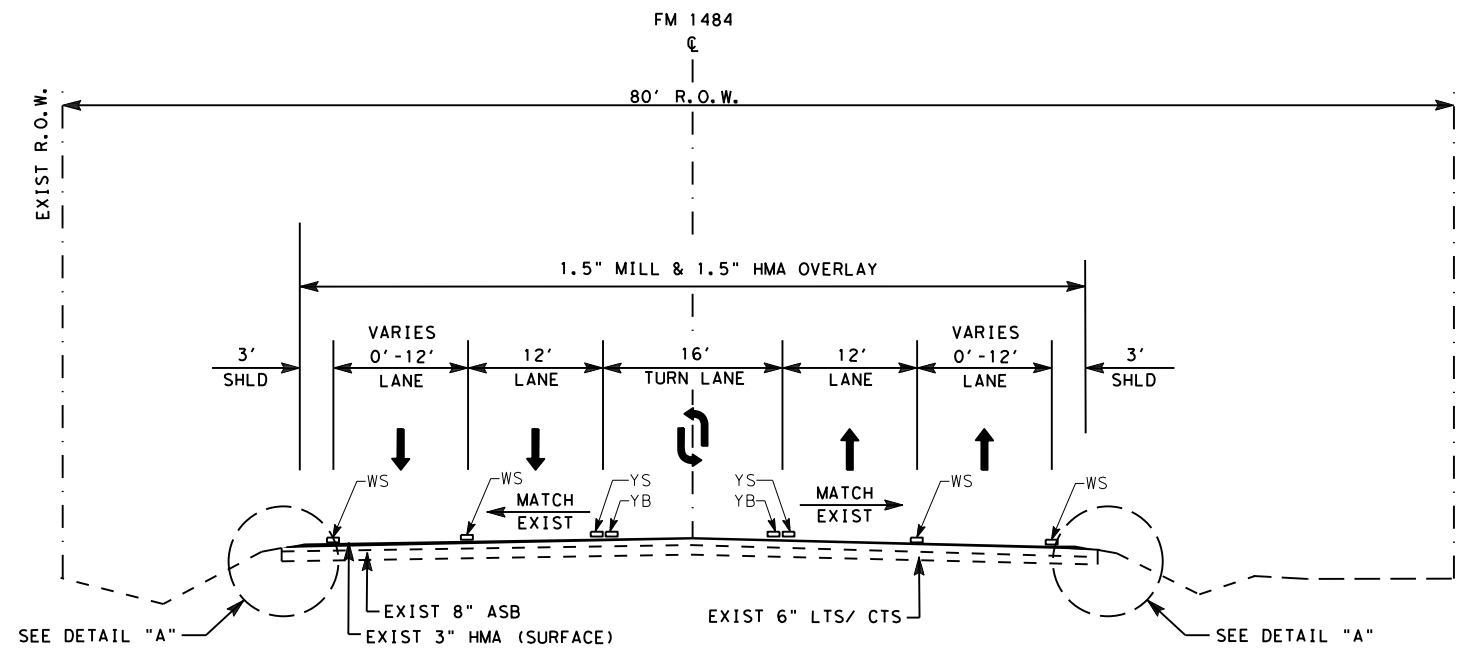 FM 1484
℄
80' R.O.W.
EXIST R.O.W.
1.5" MILL & 1.5" HMA OVERLAY
3'
SHLD
VARIES
0'-12'
LANE
12'
LANE
16'
TURN LANE
12'
LANE
VARIES
0'-12'
LANE
3'
SHLD
WS
WS
MATCH
EXIST
YS
YB
YS
YB
MATCH
EXIST
WS
WS
EXIST 8" ASB
EXIST 3" HMA (SURFACE)
EXIST 6" LTS/ CTS
SEE DETAIL "A"
SEE DETAIL "A"